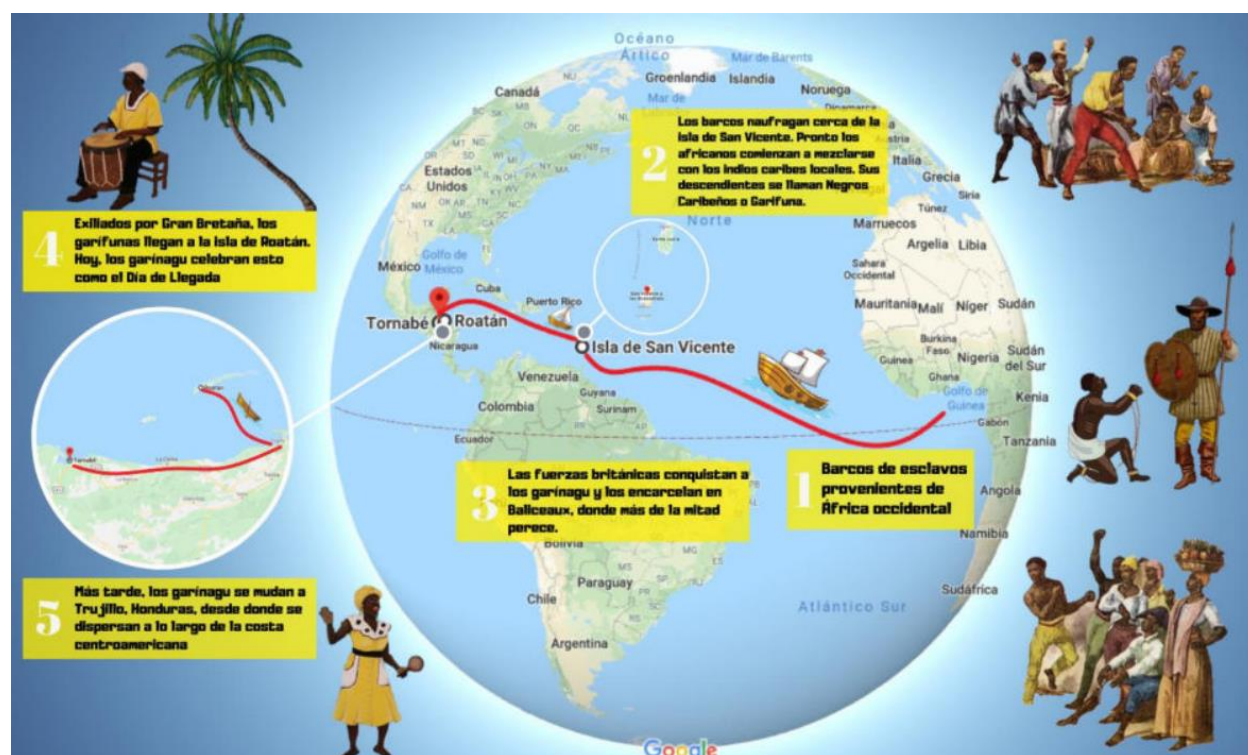 Océano
Ártico
Mar de Barents
Groenlandia
Islandia
Noruega
Canadá
Mar de
Dinamarca
1
Barcos de esclavos
provenientes de
África occidental
2
Los barcos naufragan cerca de la
Isla de San Vicente. Pronto los
africanos comienzan a mezclarse
con los indios caribes locales. Sus
descendientes se llaman Negros
Caribeños o Garifuna.
3
Las fuerzas británicas conquistan a
los garínagu y los encarcelan en
Baliceaux, donde más de la mitad
perece.
4
Exiliados por Gran Bretaña, los
garífunas llegan a la Isla de Roatán.
Hoy, los garínagu celebran esto
como el Día de Llegada
5
Más tarde, los garínagu se mudan a
Trujillo, Honduras, desde donde se
dispersan a lo largo de la costa
centroamericana
Estados
Unidos
Austria
Italia
Grecia
Siria
Norte
Túnez
Marruecos
Argelia
Libia
Sahara
Occidental
México
Golfo de
México
Cuba
Puerto Rico
Mauritania
Malí
Níger
Sudán
Tornabé
Roatán
Nicaragua
Isla de San Vicente
Burkina
Faso
Guinea
Nigeria
Sudán
del Sur
Ghana
Golfo de
Guinea
Kenia
Gabón
Tanzania
Venezuela
Guyana
Surinam
Colombia
Ecuador
Tornabé
Angola
Namibia
Bolivia
Paraguay
Chile
Sudáfrica
Atlántico Sur
Argentina
Google